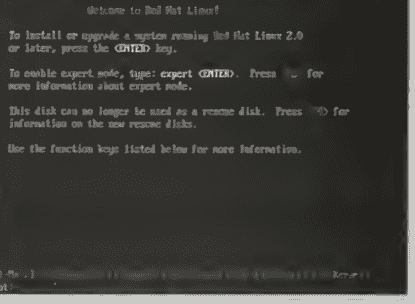 Welcome to Red Hat Linux!
To install or upgrade a system running Red Hat Linux 2.0
or later, press the <ENTER> key.
To enable expert mode, type: expert <ENTER>. Press for
more information about expert mode.
This disk can no longer be used as a rescue disk. Press for
information on the new rescue disks.
Use the function keys listed below for more information.